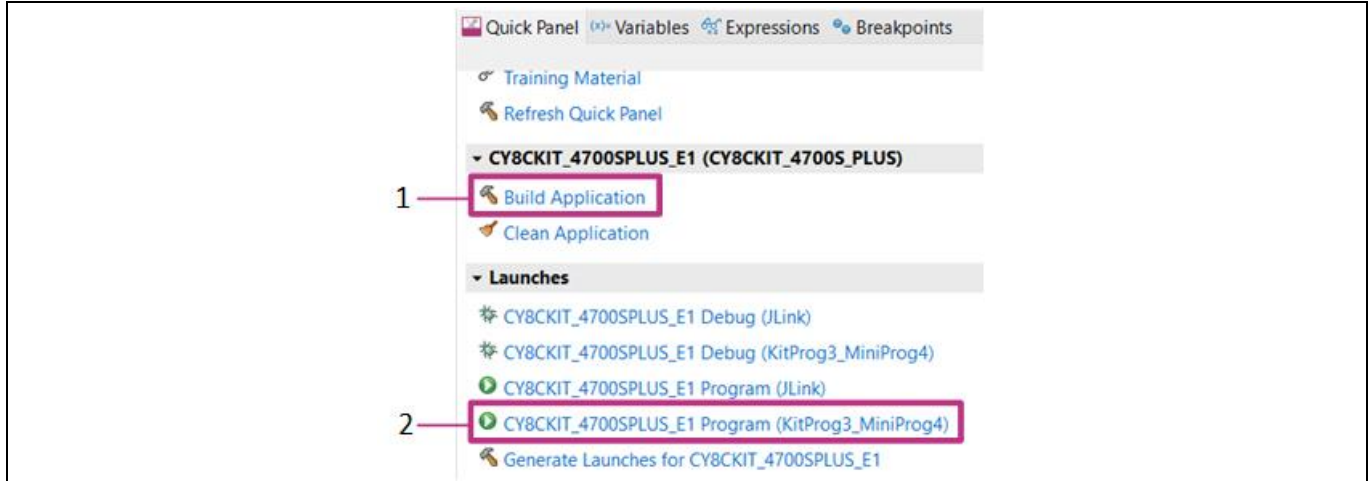 Quick Panel (x)= Variables Expressions Breakpoints
Training Material
Refresh Quick Panel
CY8CKIT_4700SPLUS_E1 (CY8CKIT_4700S_PLUS)
1 Build Application
Clean Application
Launches
CY8CKIT_4700SPLUS_E1 Debug (JLink)
CY8CKIT_4700SPLUS_E1 Debug (KitProg3_MiniProg4)
CY8CKIT_4700SPLUS_E1 Program (JLink)
2 CY8CKIT_4700SPLUS_E1 Program (KitProg3_MiniProg4)
Generate Launches for CY8CKIT_4700SPLUS_E1